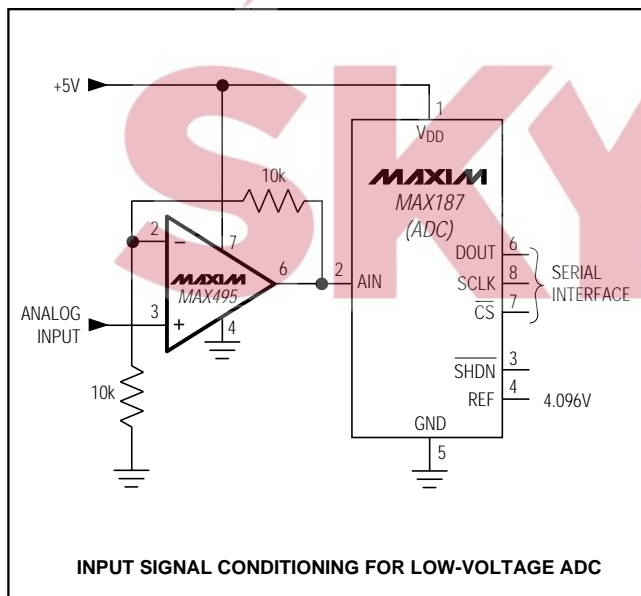 SKY
+5V
1
VDD
10k
MAXIM
MAX187
(ADC)
2
7
MAXIM
MAX495
6
2
AIN
DOUT
6
SCLK
8
CS
7
SERIAL
INTERFACE
ANALOG
INPUT
3
4
10k
SHDN
3
REF
4
4.096V
GND
5
INPUT SIGNAL CONDITIONING FOR LOW-VOLTAGE ADC